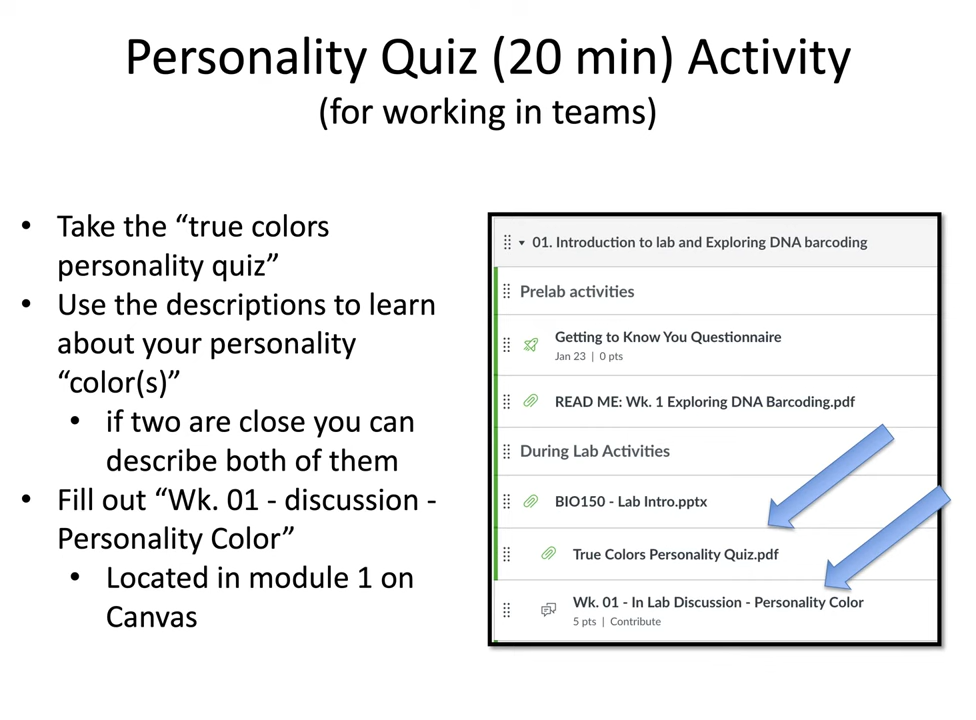 Personality Quiz (20 min) Activity
(for working in teams)
• Take the “true colors
personality quiz”
• Use the descriptions to learn
about your personality
“color(s)”
• if two are close you can
describe both of them
• Fill out “Wk. 01 - discussion -
Personality Color”
• Located in module 1 on
Canvas
01. Introduction to lab and Exploring DNA barcoding
Prelab activities
Getting to Know You Questionnaire
Jan 23 | 0 pts
READ ME: Wk. 1 Exploring DNA Barcoding.pdf
During Lab Activities
BIO150 - Lab Intro.pptx
True Colors Personality Quiz.pdf
Wk. 01 - In Lab Discussion - Personality Color
5 pts | Contribute